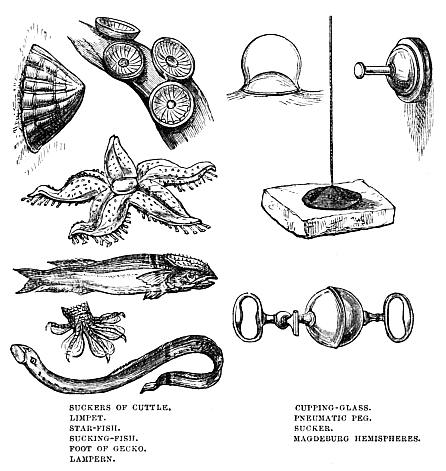 SUCKERS OF CUTTLE.
LIMPET.
STAR-FISH.
SUCKING-FISH.
FOOT OF GECKO.
LAMPERN.
CUPPING-GLASS.
PNEUMATIC PEG.
SUCKER.
MAGDEBURG HEMISPHERES.